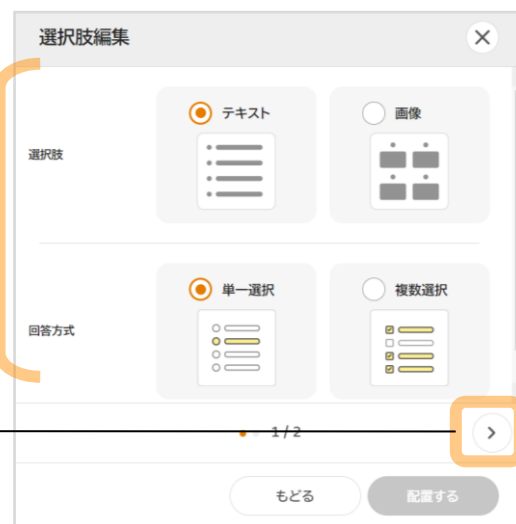 選択肢編集
選択肢
テキスト
画像
回答方式
単一選択
複数選択
1 / 2
もどる
配置する